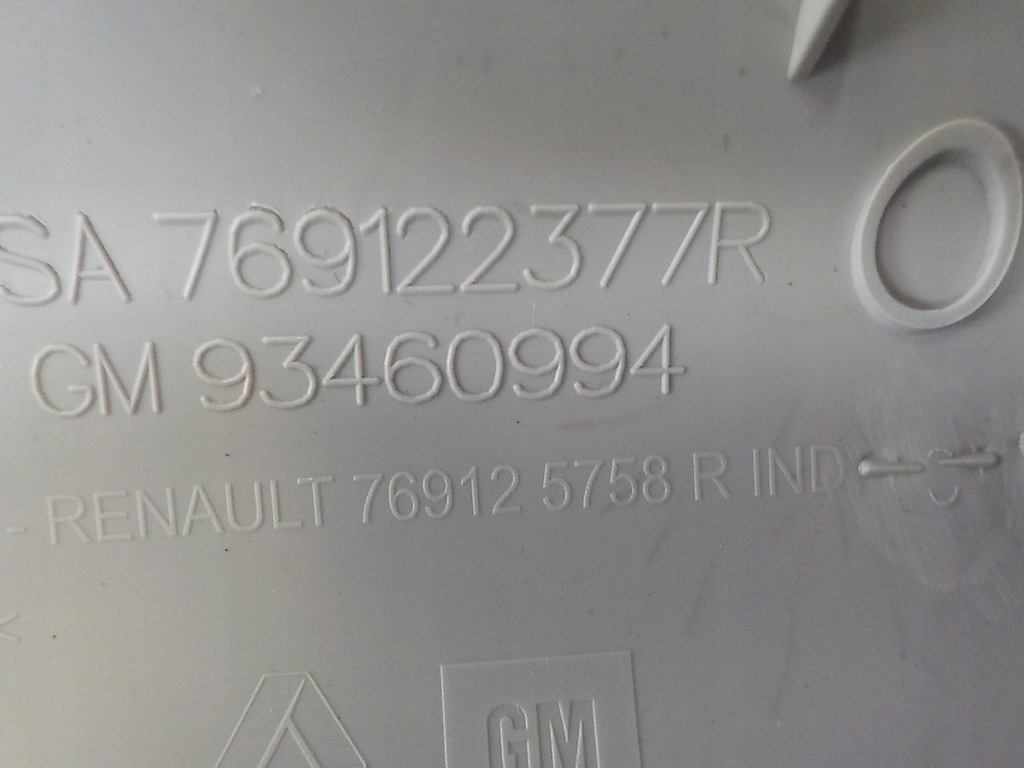 SA 769122377R
GM 93460994
- RENAULT 76912 5758 R IND C
<
GM